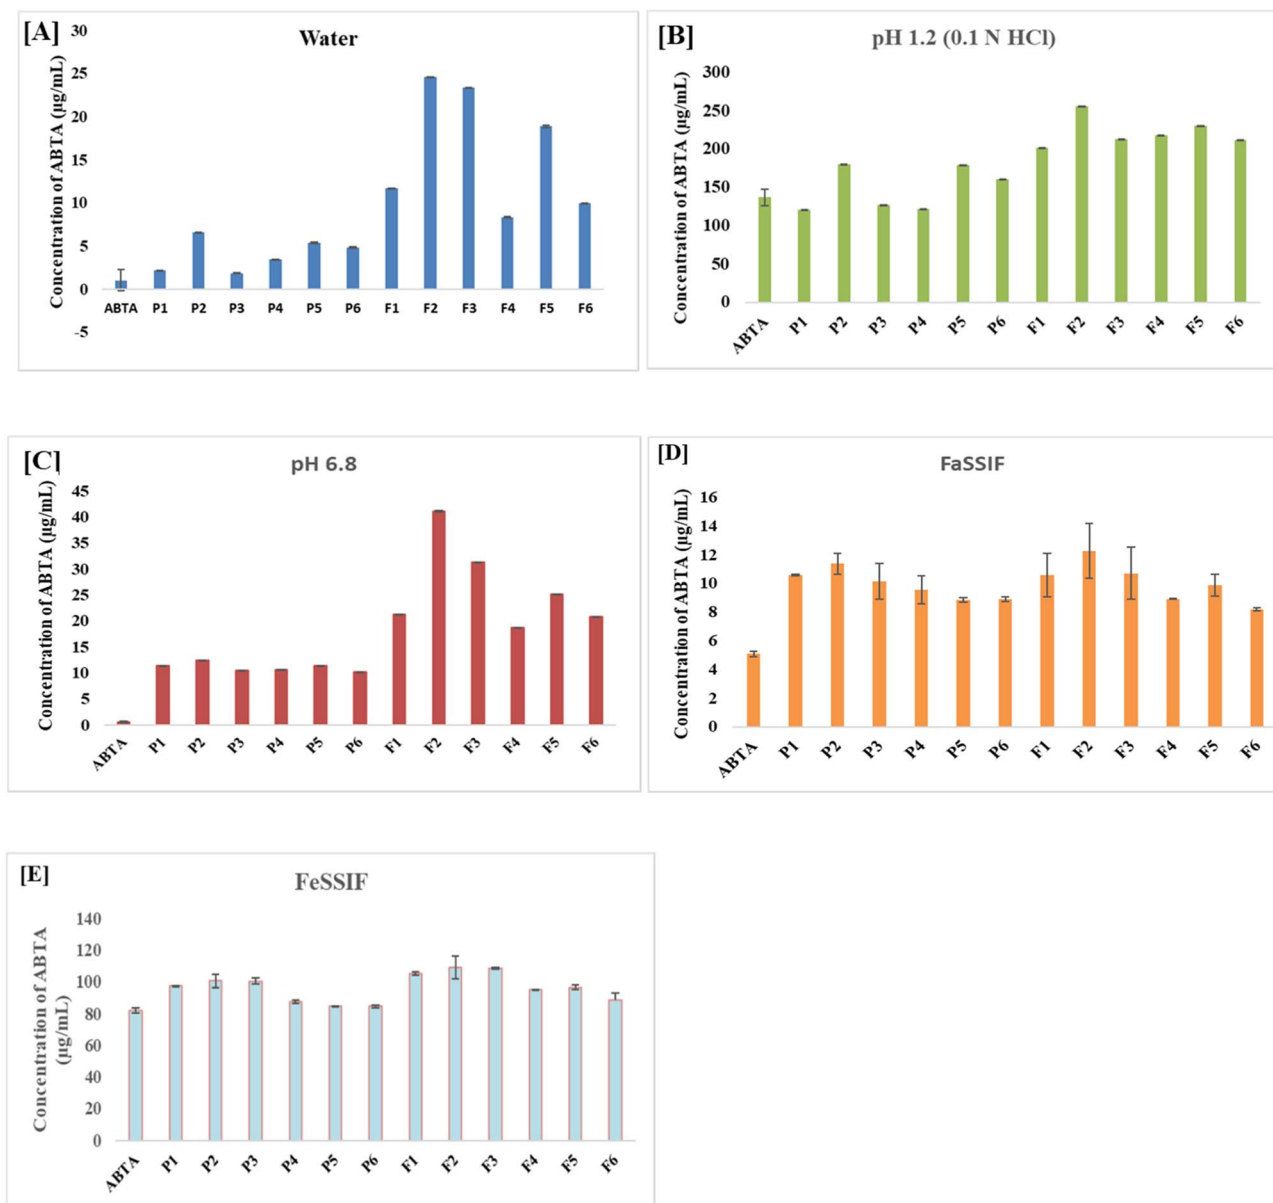 [A]
Water
Concentration of ABTA (µg/mL)
30
25
20
15
10
5
0
-5
ABTA P1 P2 P3 P4 P5 P6 F1 F2 F3 F4 F5 F6
[B]
pH 1.2 (0.1 N HCl)
Concentration of ABTA (µg/mL)
300
250
200
150
100
50
0
ABTA P1 P2 P3 P4 P5 P6 F1 F2 F3 F4 F5 F6
[C]
pH 6.8
Concentration of ABTA (µg/mL)
45
40
35
30
25
20
15
10
5
0
ABTA P1 P2 P3 P4 P5 P6 F1 F2 F3 F4 F5 F6
[D]
FaSSIF
Concentration of ABTA (µg/mL)
16
14
12
10
8
6
4
2
0
ABTA P1 P2 P3 P4 P5 P6 F1 F2 F3 F4 F5 F6
[E]
FeSSIF
Concentration of ABTA
(µg/mL)
140
120
100
80
60
40
20
0
ABTA P1 P2 P3 P4 P5 P6 F1 F2 F3 F4 F5 F6